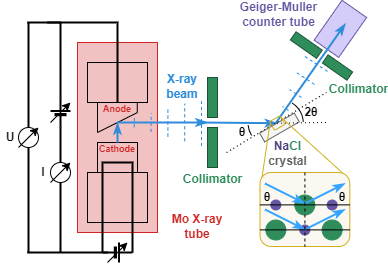 Geiger-Muller
counter tube
X-ray
beam
Collimator
Anode
2θ
θ
U
Cathode
NaCl
crystal
I
Collimator
θ
θ
Mo X-ray
tube